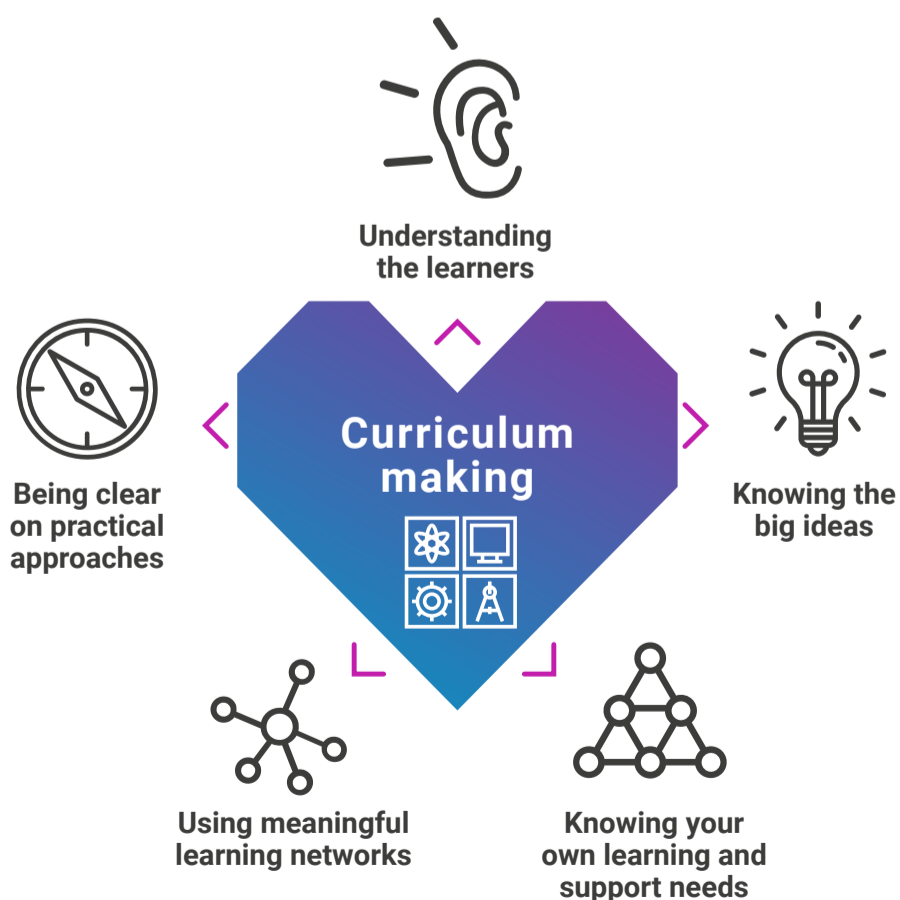 Understanding
the learners
Curriculum
making
Being clear
on practical
approaches
Knowing the
big ideas
Using meaningful
learning networks
Knowing your
own learning and
support needs